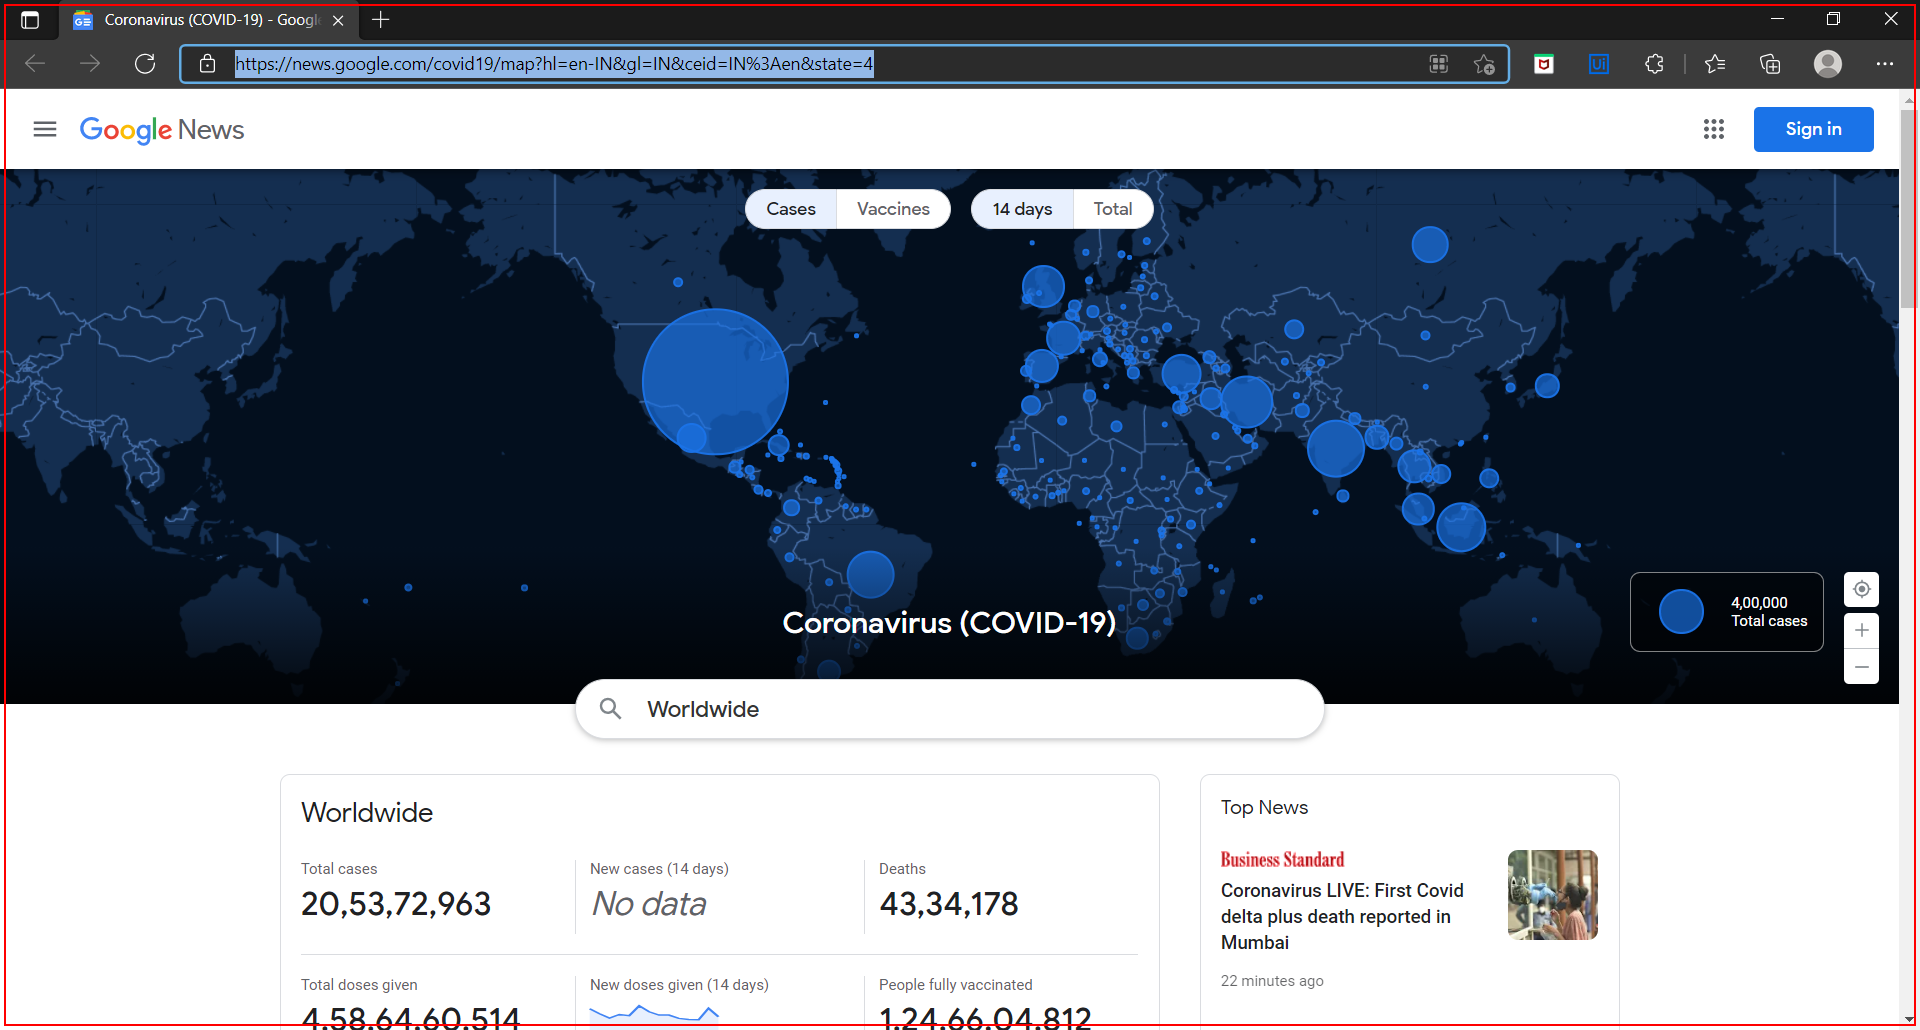 Coronavirus (COVID-19) - Google
https://news.google.com/covid19/map?hl=en-IN&gl=IN&ceid=IN%3Aen&state=4
Google News
Sign in
Cases
Vaccines
14 days
Total
4,00,000
Total cases
Coronavirus (COVID-19)
Worldwide
Worldwide
Total cases
20,53,72,963
New cases (14 days)
No data
Deaths
43,34,178
Total doses given
4,58,64,60,514
New doses given (14 days)
People fully vaccinated
1,24,66,04,812
Top News
Business Standard
Coronavirus LIVE: First Covid
delta plus death reported in
Mumbai
22 minutes ago